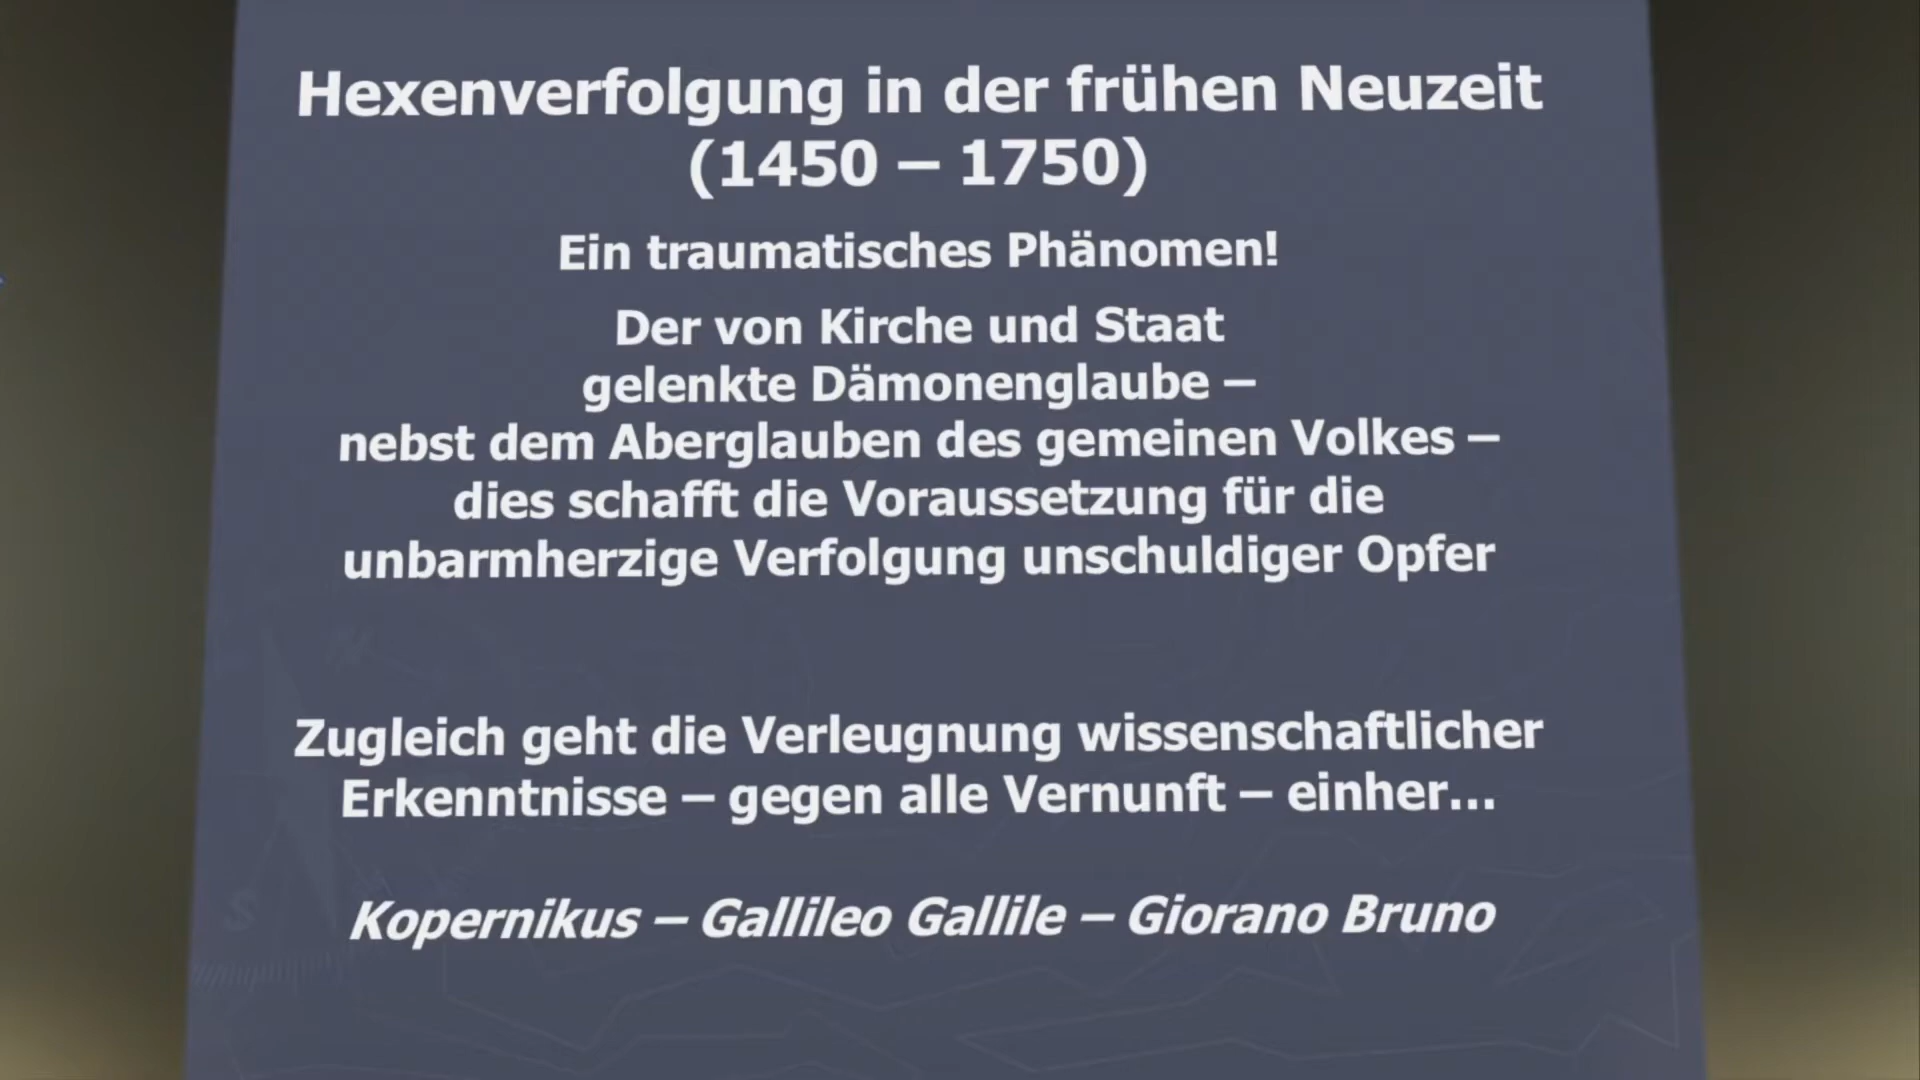 Hexenverfolgung in der frühen Neuzeit
(1450 – 1750)
Ein traumatisches Phänomen!
Der von Kirche und Staat
gelenkte Dämonenglaube –
nebst dem Aberglauben des gemeinen Volkes –
dies schafft die Voraussetzung für die
unbarmherzige Verfolgung unschuldiger Opfer
Zugleich geht die Verleugnung wissenschaftlicher
Erkenntnisse – gegen alle Vernunft – einher...
Kopernikus – Gallileo Gallile – Giorano Bruno
S